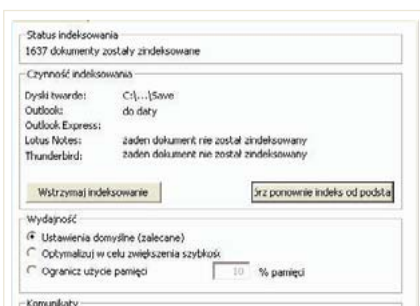 Status indeksowania
1637 dokumenty zostały zindeksowane
Czynność indeksowania
Dyski twarde: C:\...\Save
Outlook: do daty
Outlook Express:
Lotus Notes: żaden dokument nie został zindeksowany
Thunderbird: żaden dokument nie został zindeksowany
Wstrzymaj indeksowanie
órz ponownie indeks od podsta
Wydajność
Ustawienia domyślne (zalecane)
Optymalizuj w celu zwiększenia szybkośc
Ogranicz użycie pamięci 10 % pamięci
Komunikaty